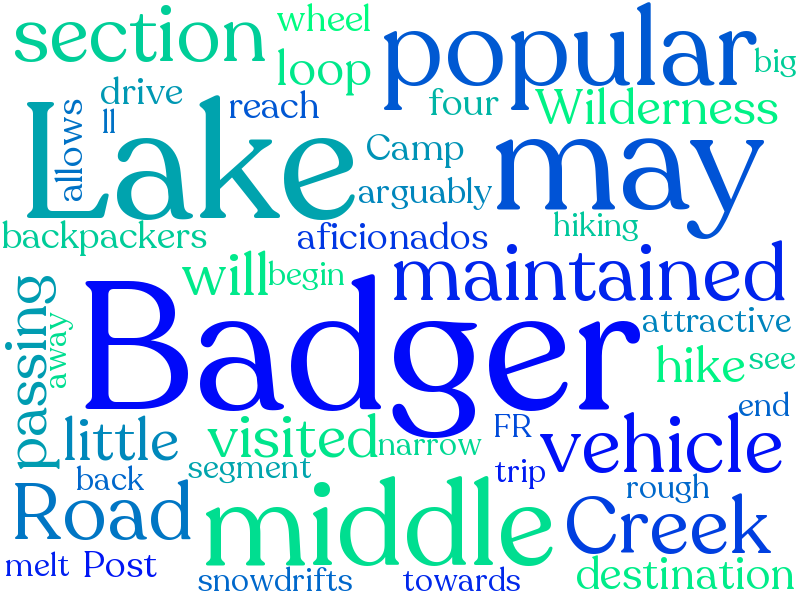 section
wheel
popular
loop
big
drive
reach
four
Wilderness
ll
allows
Lake
Camp
may
arguably
backpackers
aficionados
hiking
will
begin
maintained
passing
away
Badger
attractive
hike
see
end
little
visited
narrow
FR
vehicle
back
segment
trip
rough
Road
middle
Creek
melt
Post
snowdrifts
towards
destination